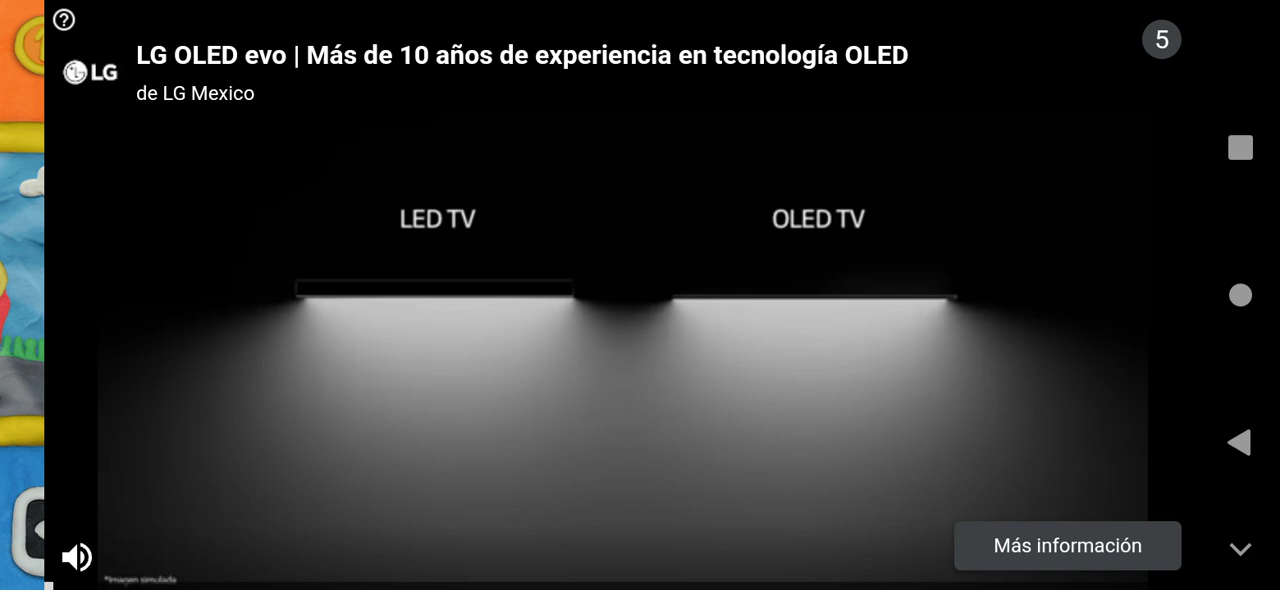 LG OLED evo | Más de 10 años de experiencia en tecnología OLED
5
LG
de LG Mexico
LED TV
OLED TV
Más información
*Imagen simulada